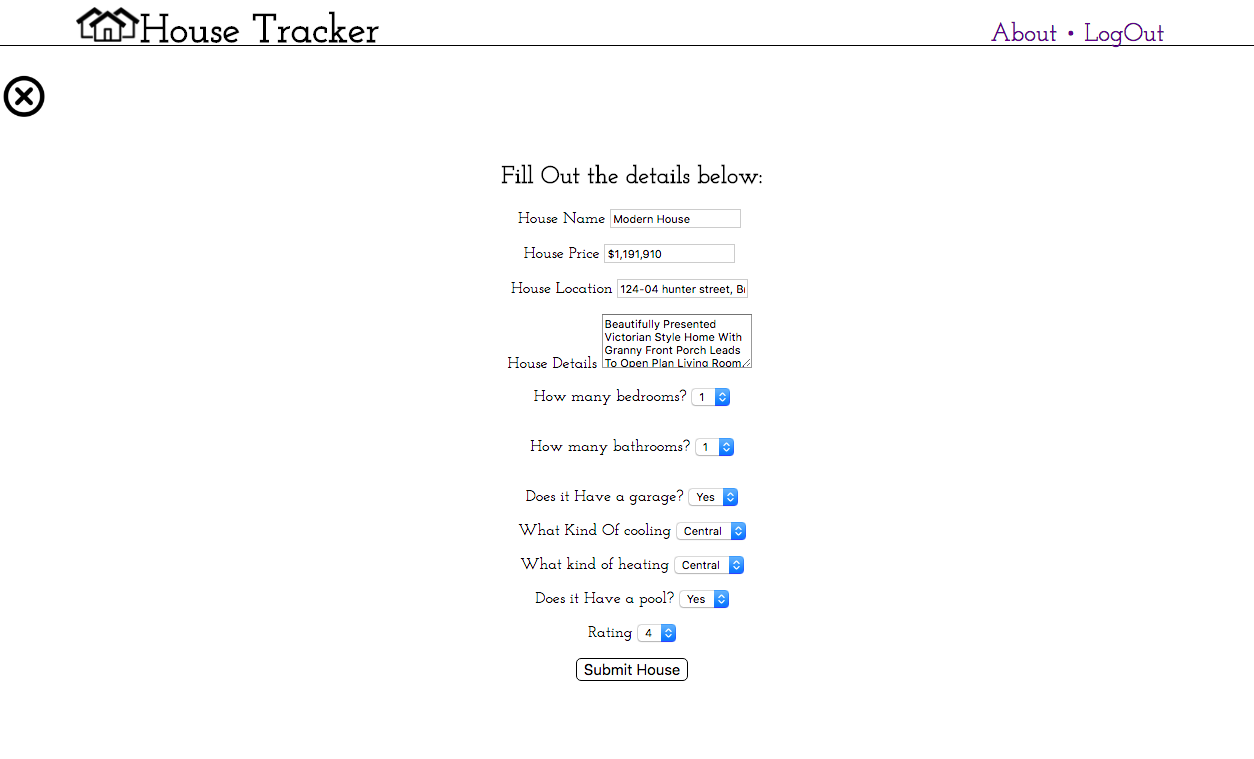 House Tracker
About • LogOut
Fill Out the details below:
House Name Modern House
House Price $1,191,910
House Location 124-04 hunter street,
House Details Beautifully Presented
Victorian Style Home With
Granny Front Porch Leads
To Open Plan Living Room
How many bedrooms? 1
How many bathrooms? 1
Does it Have a garage? Yes
What Kind Of cooling Central
What kind of heating Central
Does it Have a pool? Yes
Rating 4
Submit House